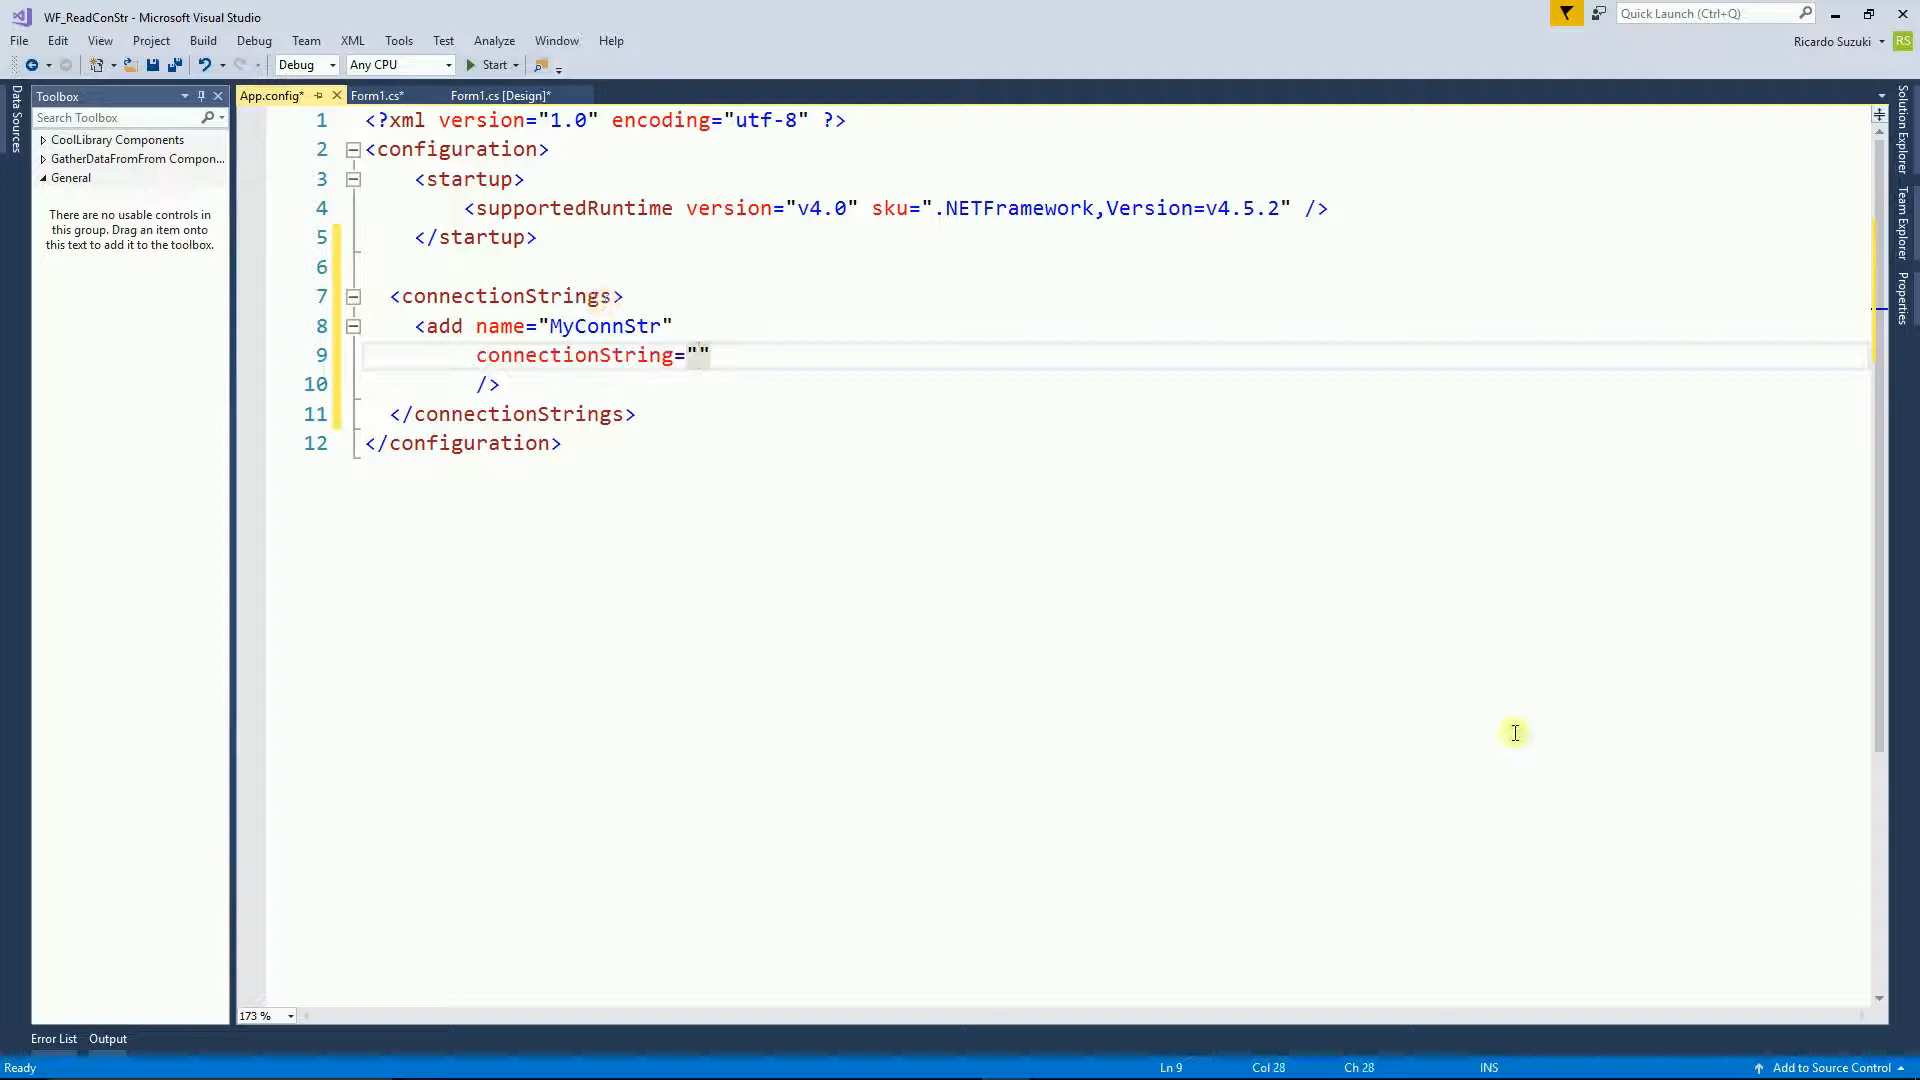 WF_ReadConStr - Microsoft Visual Studio
Quick Launch (Ctrl+Q)
File Edit View Project Build Debug Team XML Tools Test Analyze Window Help
Ricardo Suzuki RS
Debug Any CPU Start
Data Sources
Toolbox
Search Toolbox
CoolLibrary Components
GatherDataFromFrom Compon...
General
There are no usable controls in
this group. Drag an item onto
this text to add it to the toolbox.
App.config* Form1.cs* Form1.cs [Design]*
1 <?xml version="1.0" encoding="utf-8" ?>
2 <configuration>
3 <startup>
4 <supportedRuntime version="v4.0" sku=".NETFramework,Version=v4.5.2" />
5 </startup>
6
7 <connectionStrings>
8 <add name="MyConnStr"
9 connectionString=""
10 />
11 </connectionStrings>
12 </configuration>
Solution Explorer
Team Explorer
Properties
173 %
Error List Output
Ready
Ln 9 Col 28 Ch 28 INS
Add to Source Control